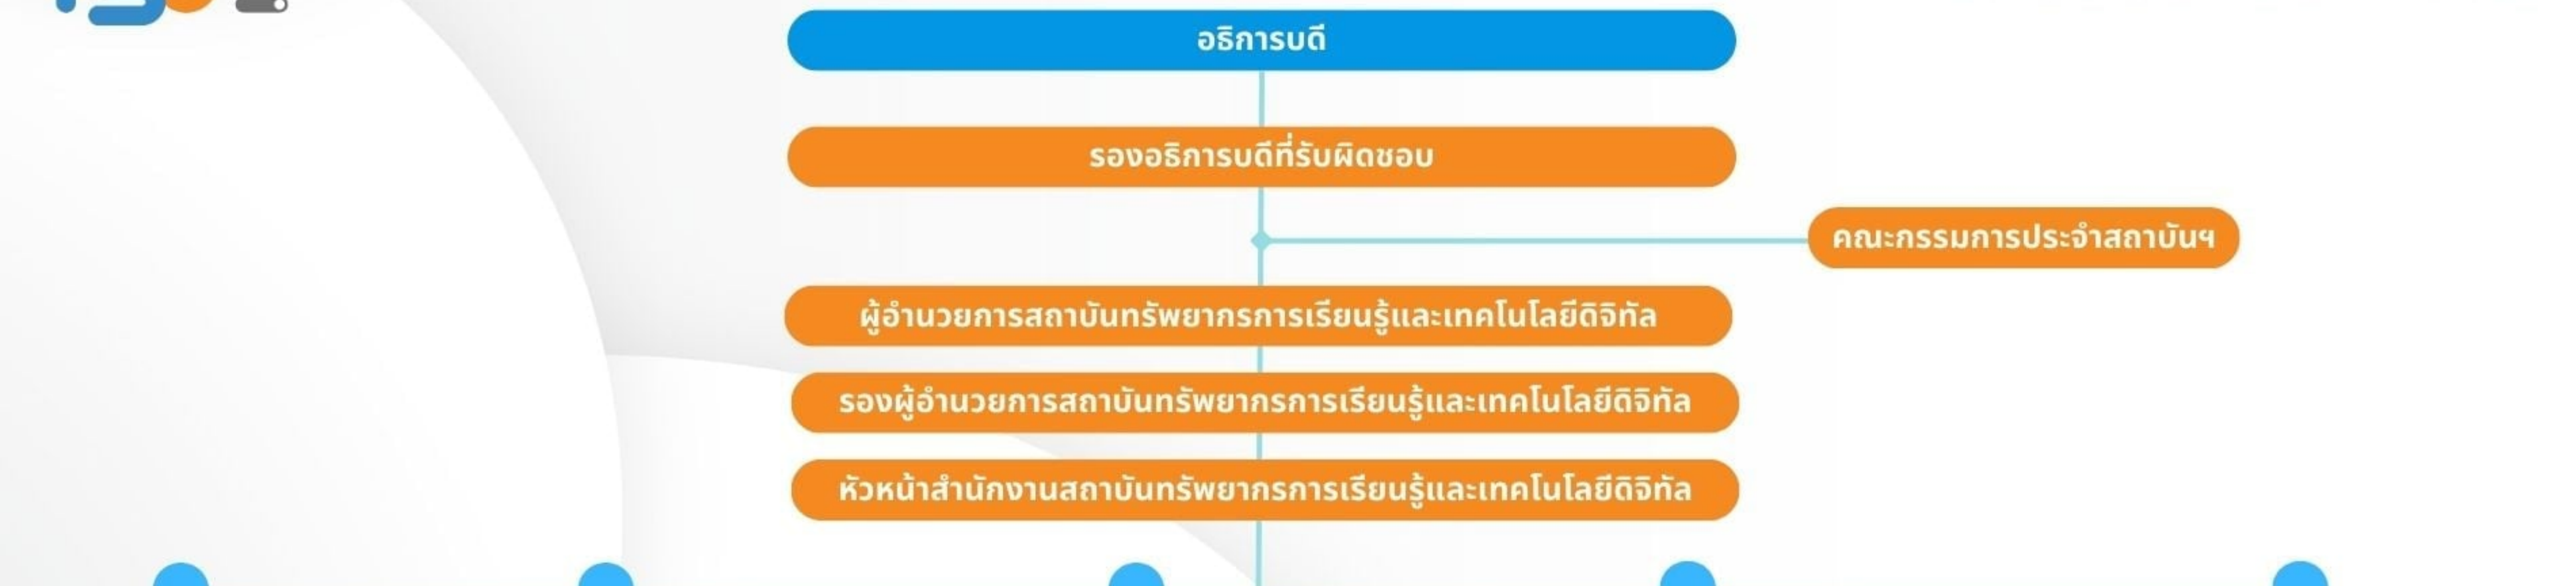 อธิการบดี
รองอธิการบดีที่รับผิดชอบ
คณะกรรมการประจำสถาบันฯ
ผู้อำนวยการสถาบันทรัพยากรการเรียนรู้และเทคโนโลยีดิจิทัล
รองผู้อำนวยการสถาบันทรัพยากรการเรียนรู้และเทคโนโลยีดิจิทัล
หัวหน้าสำนักงานสถาบันทรัพยากรการเรียนรู้และเทคโนโลยีดิจิทัล